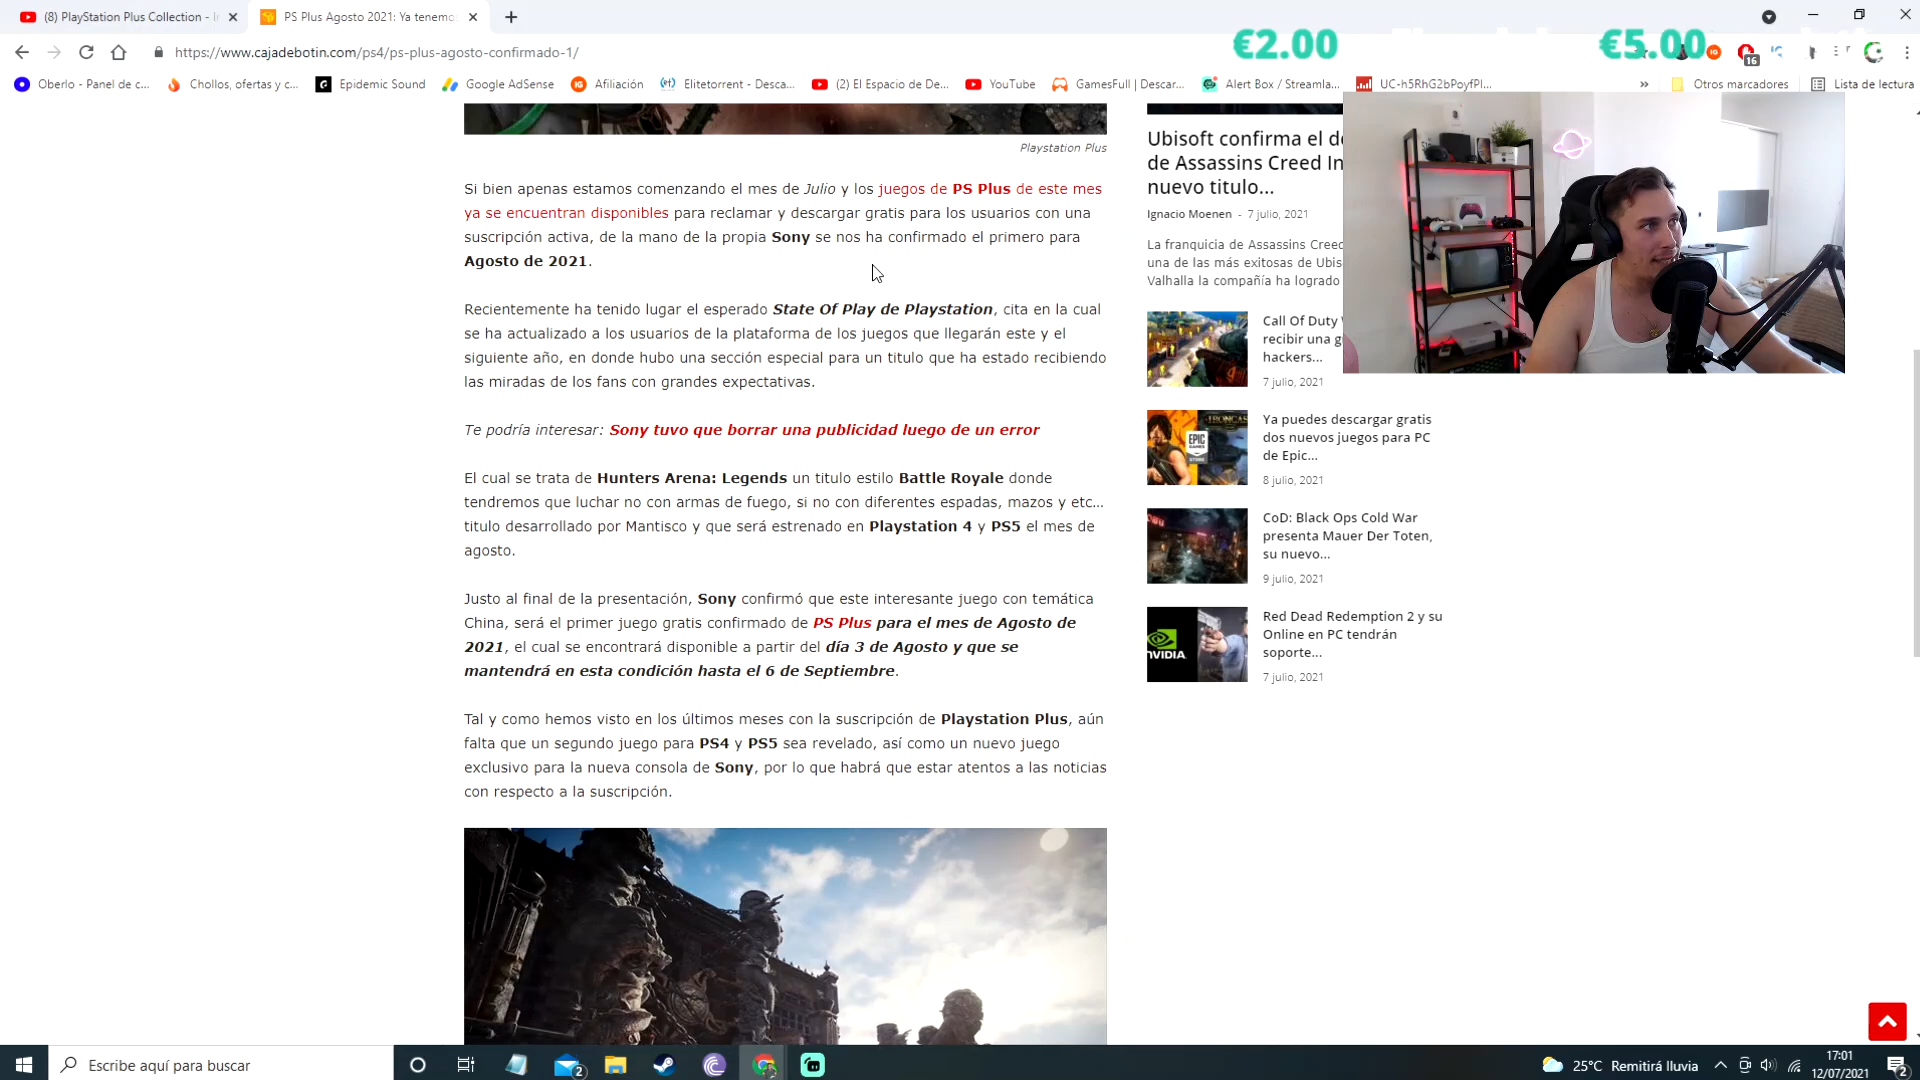 (8) PlayStation Plus Collection - I
PS Plus Agosto 2021: Ya tenemo
€2.00
€5.00
https://www.cajadebotin.com/ps4/ps-plus-agosto-confirmado-1/
16
Oberlo - Panel de c...
Chollos, ofertas y c...
Epidemic Sound
Google AdSense
Afiliación
Elitetorrent - Desca...
(2) El Espacio de De...
YouTube
GamesFull | Descar...
Alert Box / Streamla...
UC-h5RhG2bPoyfPl...
»
Otros marcadores
Lista de lectura
Playstation Plus
Si bien apenas estamos comenzando el mes de Julio y los juegos de PS Plus de este mes
ya se encuentran disponibles para reclamar y descargar gratis para los usuarios con una
suscripción activa, de la mano de la propia Sony se nos ha confirmado el primero para
Agosto de 2021.
Recientemente ha tenido lugar el esperado State Of Play de Playstation, cita en la cual
se ha actualizado a los usuarios de la plataforma de los juegos que llegarán este y el
siguiente año, en donde hubo una sección especial para un titulo que ha estado recibiendo
las miradas de los fans con grandes expectativas.
Te podría interesar: Sony tuvo que borrar una publicidad luego de un error
El cual se trata de Hunters Arena: Legends un titulo estilo Battle Royale donde
tendremos que luchar no con armas de fuego, si no con diferentes espadas, mazos y etc...
titulo desarrollado por Mantisco y que será estrenado en Playstation 4 y PS5 el mes de
agosto.
Justo al final de la presentación, Sony confirmó que este interesante juego con temática
China, será el primer juego gratis confirmado de PS Plus para el mes de Agosto de
2021, el cual se encontrará disponible a partir del día 3 de Agosto y que se
mantendrá en esta condición hasta el 6 de Septiembre.
Tal y como hemos visto en los últimos meses con la suscripción de Playstation Plus, aún
falta que un segundo juego para PS4 y PS5 sea revelado, así como un nuevo juego
exclusivo para la nueva consola de Sony, por lo que habrá que estar atentos a las noticias
con respecto a la suscripción.
Ubisoft confirma el de
de Assassins Creed In
nuevo titulo...
Ignacio Moenen - 7 julio, 2021
La franquicia de Assassins Creed
una de las más exitosas de Ubis
Valhalla la compañía ha logrado
Call Of Duty
recibir una g
hackers...
7 julio, 2021
EPIC
GAMES
Ya puedes descargar gratis
dos nuevos juegos para PC
de Epic...
8 julio, 2021
CoD: Black Ops Cold War
presenta Mauer Der Toten,
su nuevo...
9 julio, 2021
NVIDIA
Red Dead Redemption 2 y su
Online en PC tendrán
soporte...
7 julio, 2021
Escribe aquí para buscar
2
25°C Remitirá lluvia
17:01
12/07/2021
2